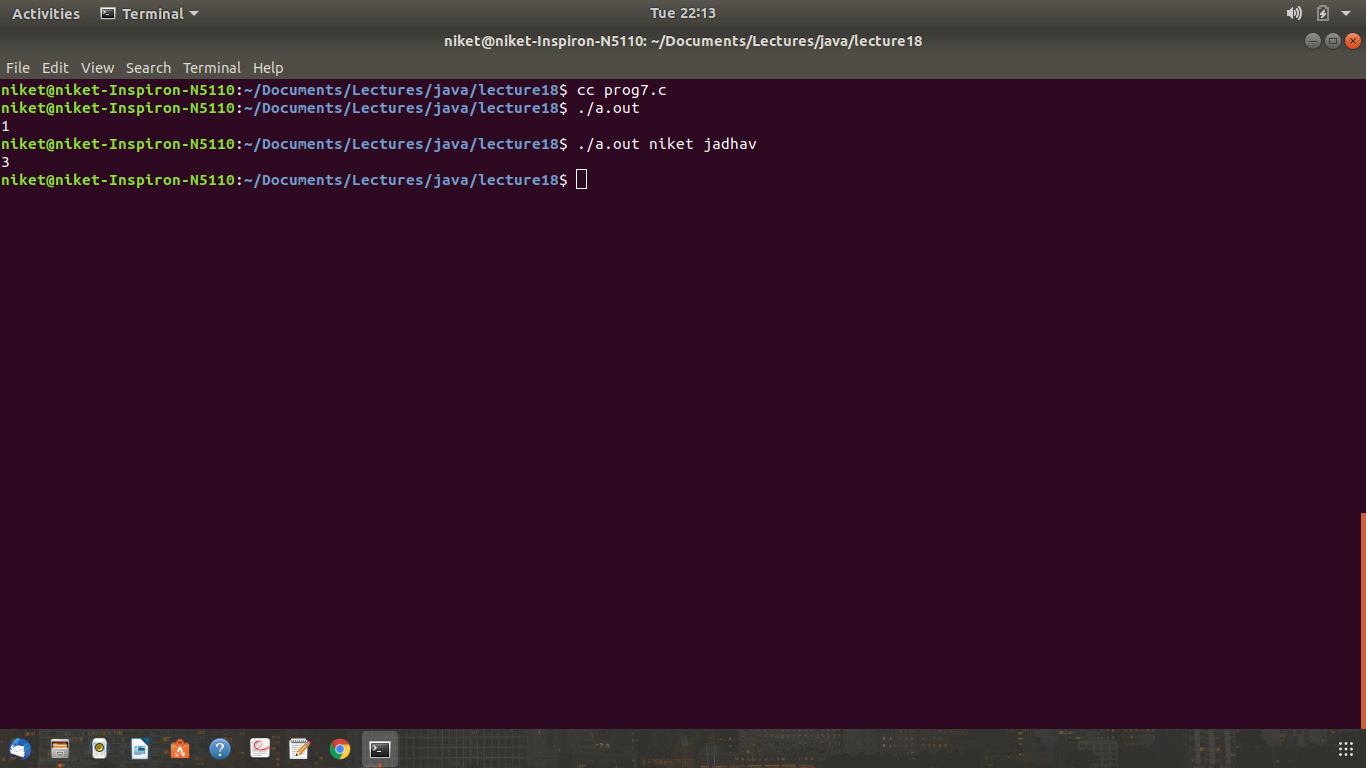 Activities Terminal Tue 22:13
niket@niket-Inspiron-N5110: ~/Documents/Lectures/java/lecture18
File Edit View Search Terminal Help
niket@niket-Inspiron-N5110:~/Documents/Lectures/java/lecture18$ cc prog7.c
niket@niket-Inspiron-N5110:~/Documents/Lectures/java/lecture18$ ./a.out
1
niket@niket-Inspiron-N5110:~/Documents/Lectures/java/lecture18$ ./a.out niket jadhav
3
niket@niket-Inspiron-N5110:~/Documents/Lectures/java/lecture18$